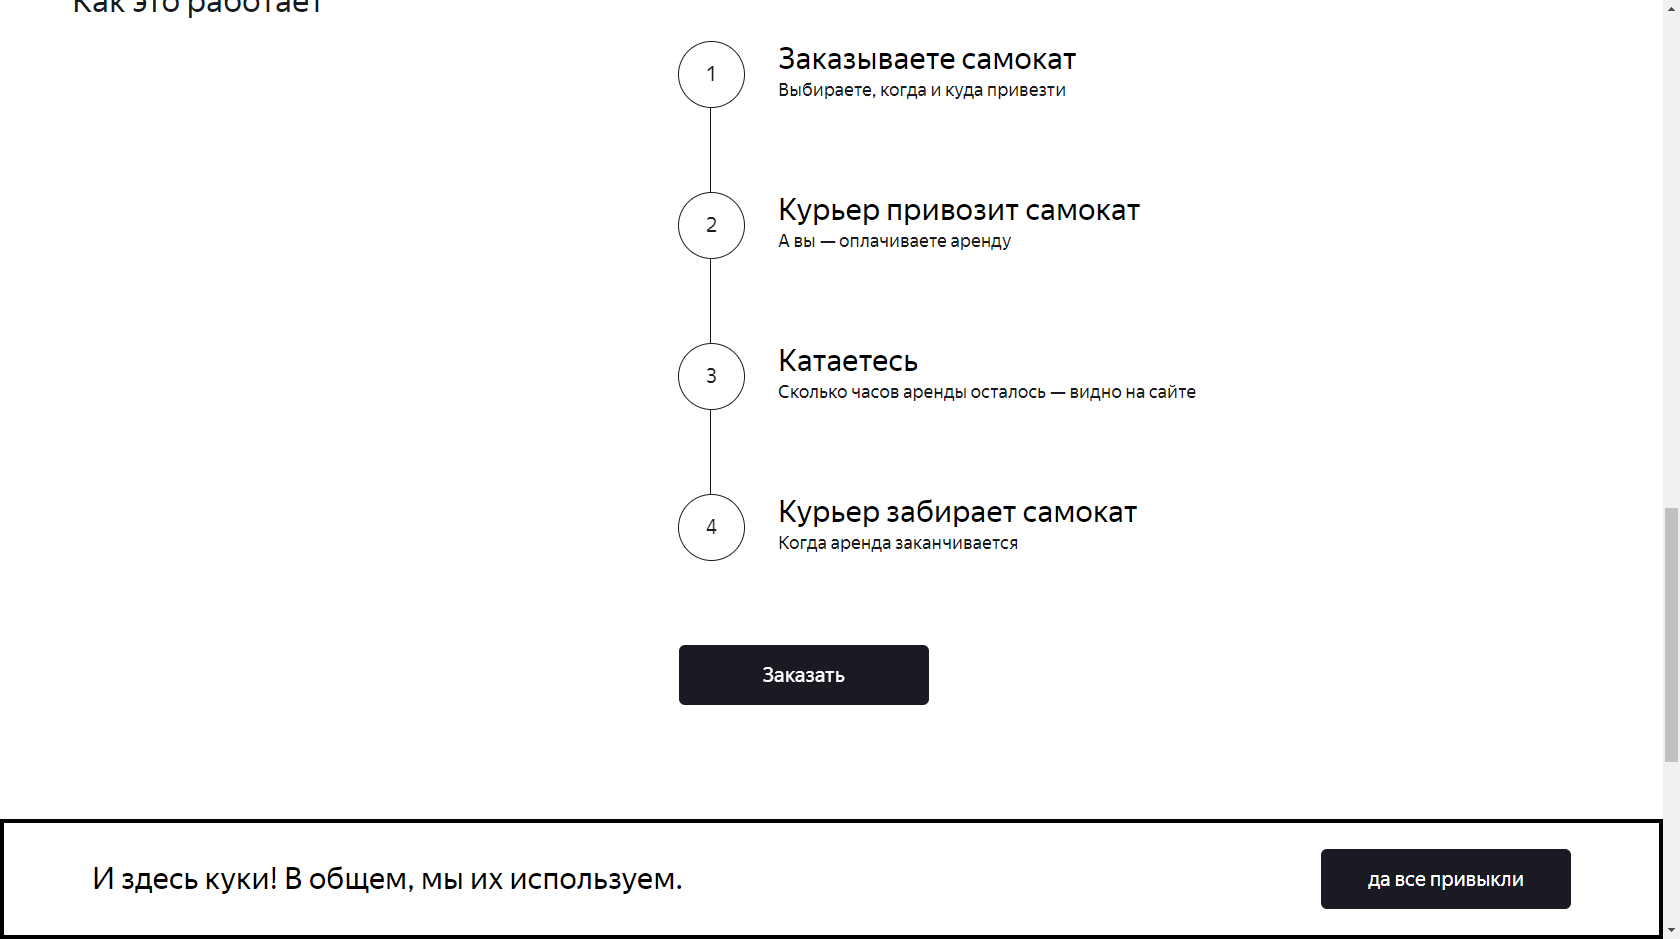 Как это работает
1
Заказываете самокат
Выбираете, когда и куда привезти
2
Курьер привозит самокат
А вы — оплачиваете аренду
3
Катаетесь
Сколько часов аренды осталось — видно на сайте
4
Курьер забирает самокат
Когда аренда заканчивается
Заказать
И здесь куки! В общем, мы их используем.
да все привыкли